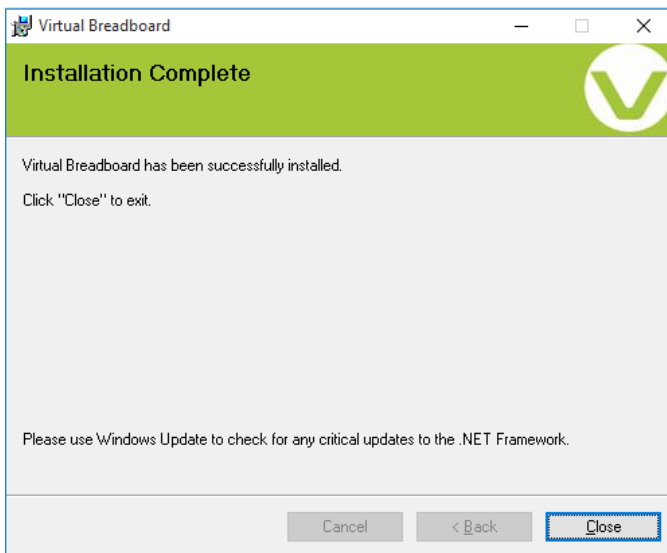 Virtual Breadboard
Installation Complete
Virtual Breadboard has been successfully installed.
Click "Close" to exit.
Please use Windows Update to check for any critical updates to the .NET Framework.
Cancel
< Back
Close